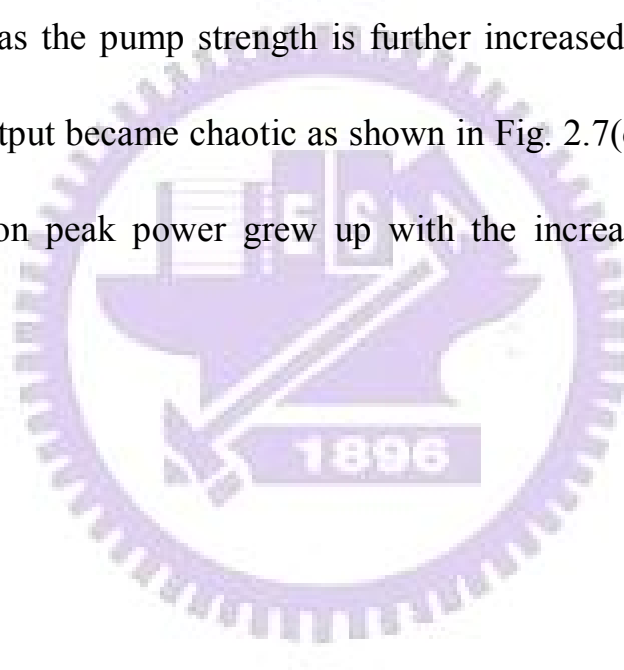 as the pump strength is further increased
tput became chaotic as shown in Fig. 2.7(
on peak power grew up with the increa
E S
1896